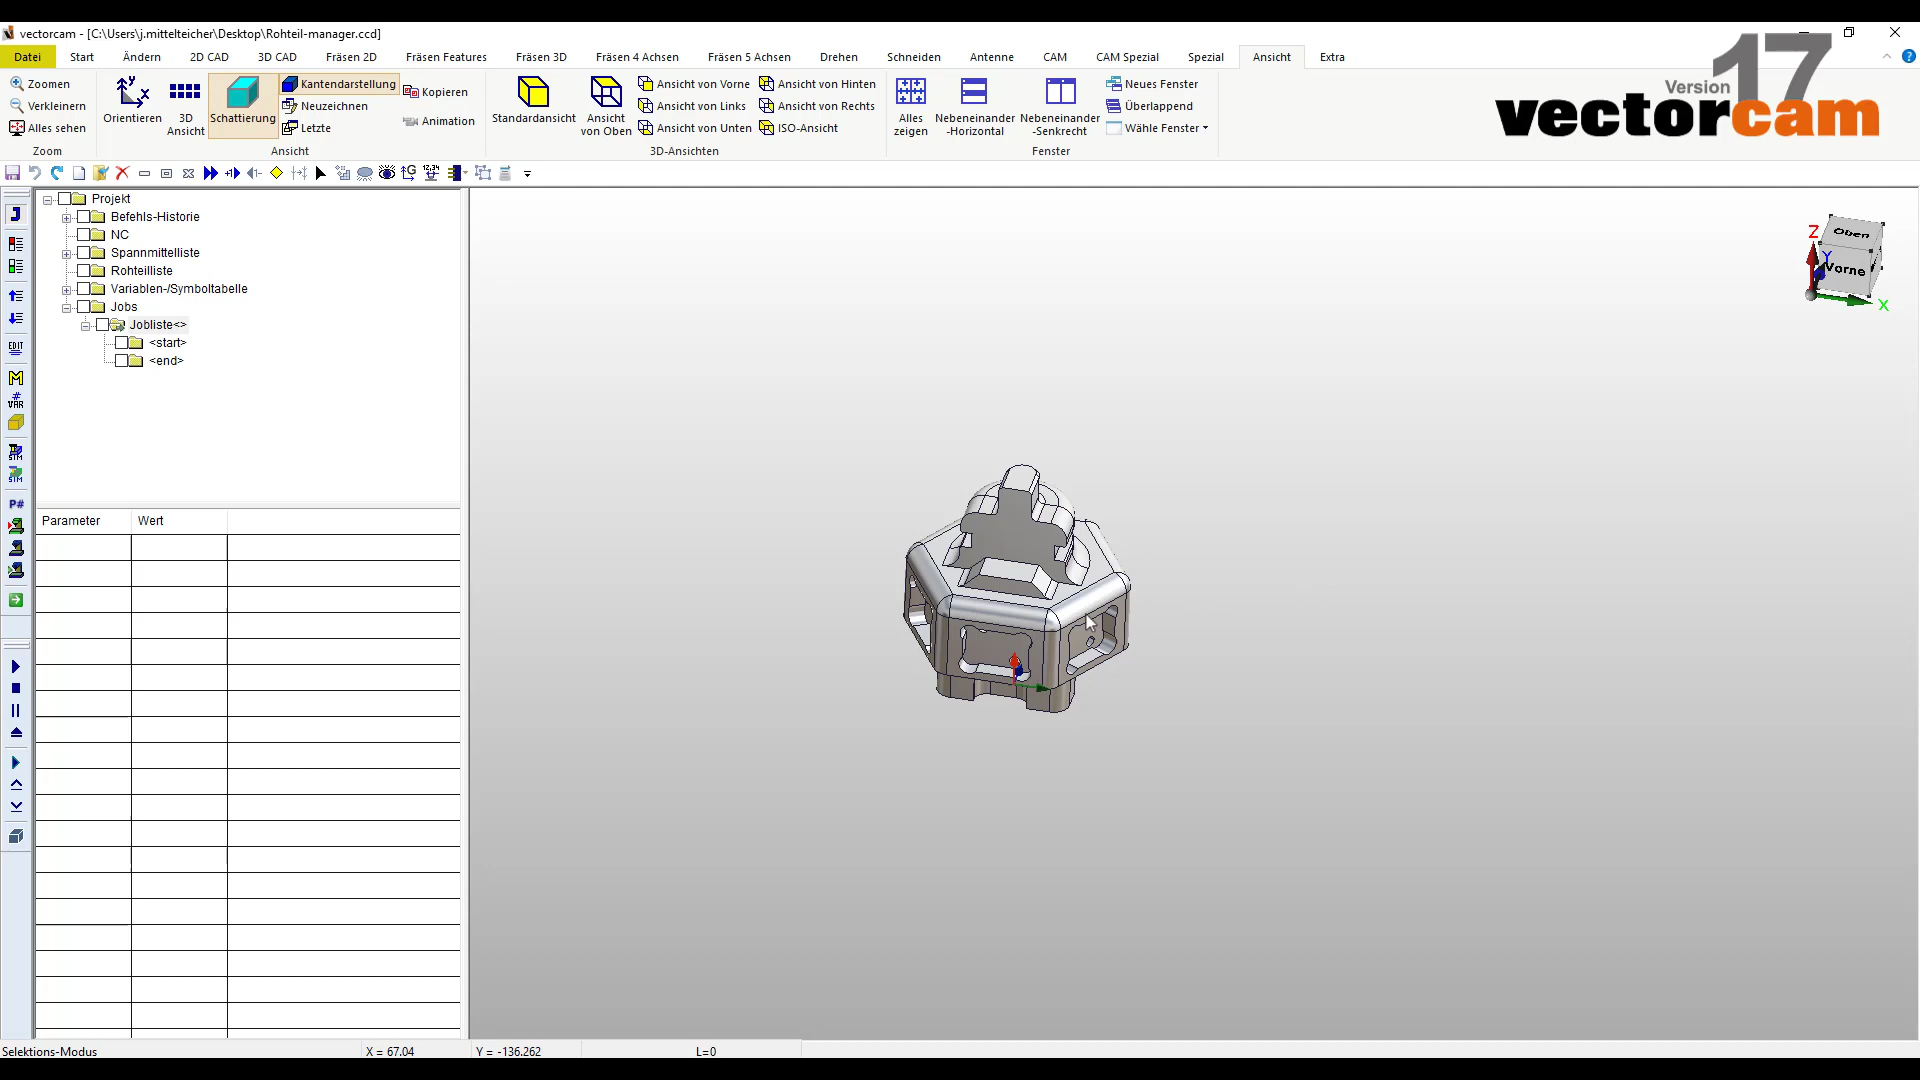 vectorcam - [C:\Users\j.mittelteicher\Desktop\Rohteil-manager.ccd]
Datei Start Ändern 2D CAD 3D CAD Fräsen 2D Fräsen Features Fräsen 3D Fräsen 4 Achsen Fräsen 5 Achsen Drehen Schneiden Antenne CAM CAM Spezial Spezial Ansicht Extra
Zoomen
Verkleinern
Alles sehen
Zoom
Orientieren
3D
Ansicht
Schattierung
Kantendarstellung
Neuzeichnen
Letzte
Kopieren
Animation
Ansicht
Standardansicht
Ansicht
von Oben
Ansicht von Vorne
Ansicht von Links
Ansicht von Unten
Ansicht von Hinten
Ansicht von Rechts
ISO-Ansicht
3D-Ansichten
Alles
zeigen
Nebeneinander
-Horizontal
Nebeneinander
-Senkrecht
Neues Fenster
Überlappend
Wähle Fenster
Fenster
Version 17
vectorcam
Projekt
Befehls-Historie
NC
Spannmittelliste
Rohteilliste
Variablen-/Symboltabelle
Jobs
Jobliste<>
<start>
<end>
EDIT
M
#
VAR
STM
STM
P#
Parameter Wert
Oben
Vorne
Z
Y
X
Selektions-Modus X = 67.04 Y = -136.262 L=0